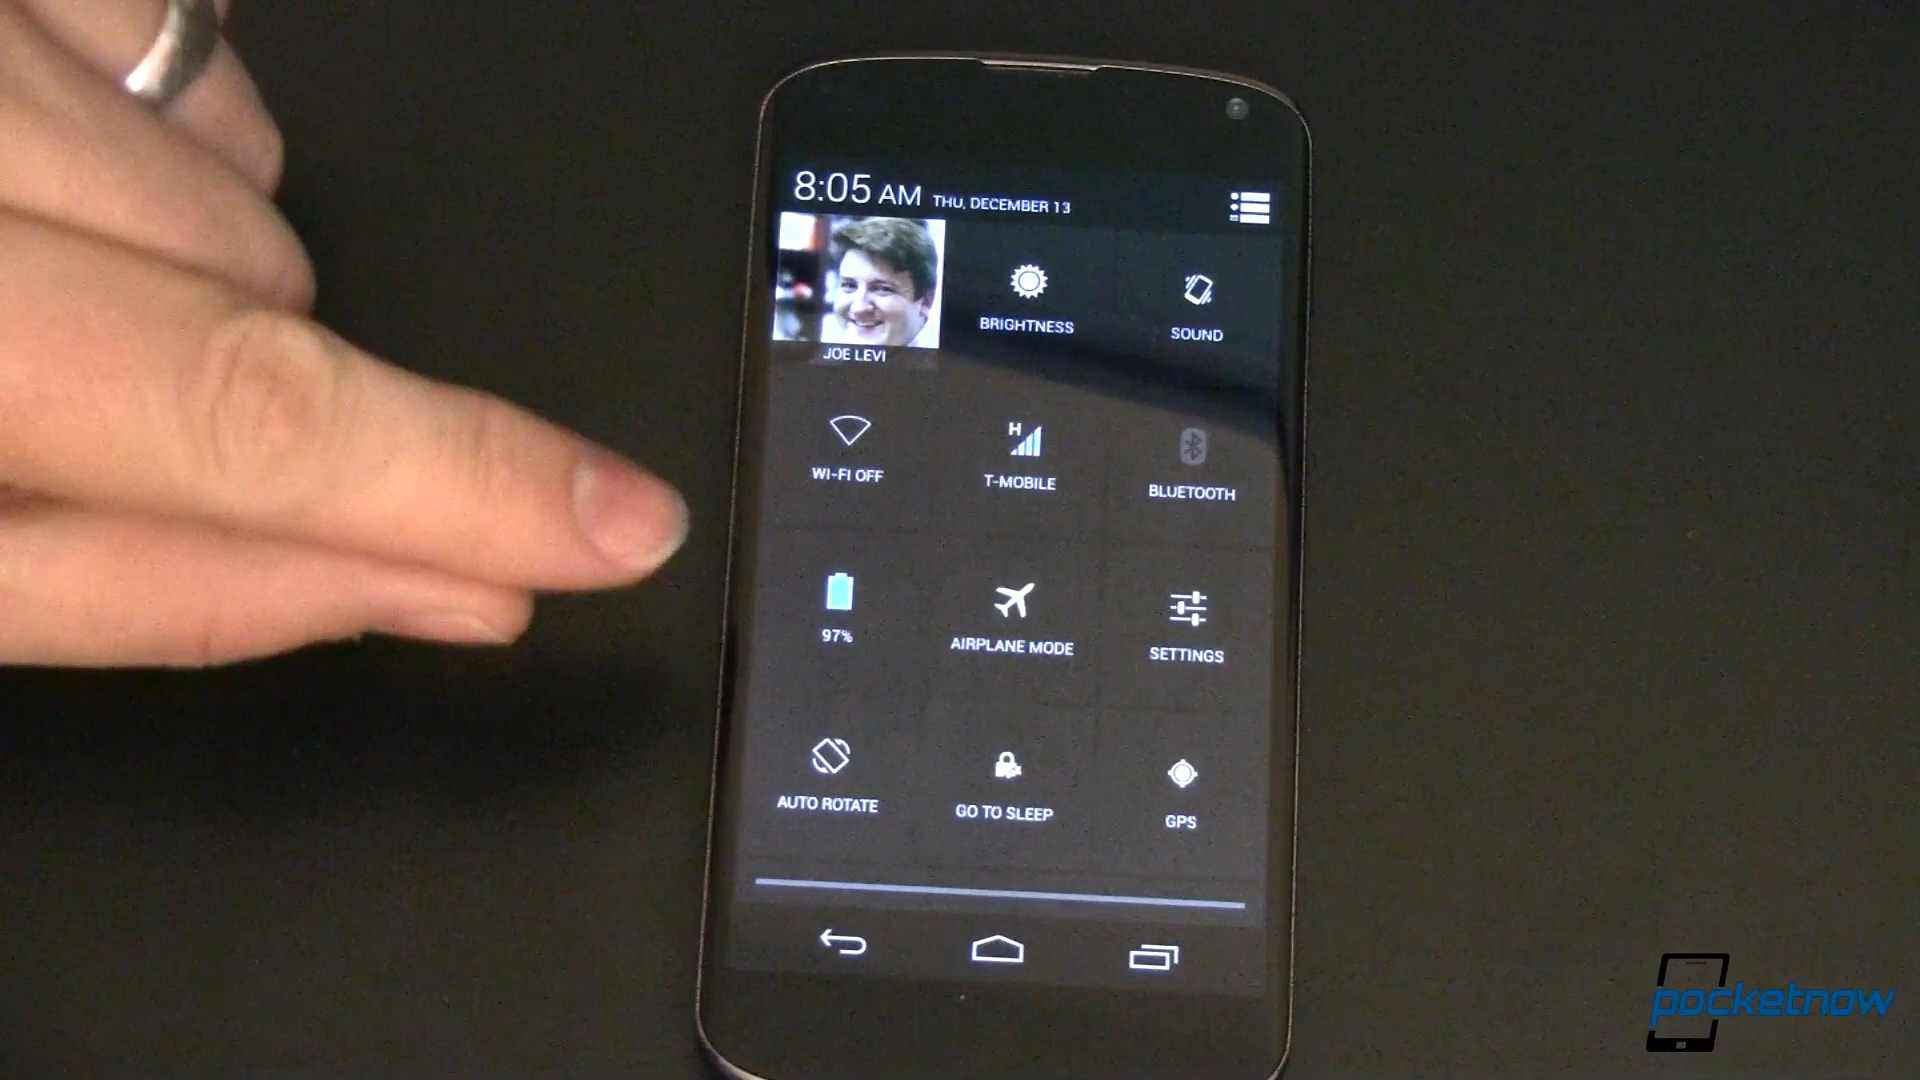 8:05 AM THU, DECEMBER 13
JOE LEVI
BRIGHTNESS
SOUND
WI-FI OFF
H
T-MOBILE
BLUETOOTH
97%
AIRPLANE MODE
SETTINGS
AUTO ROTATE
GO TO SLEEP
GPS
pocketnow